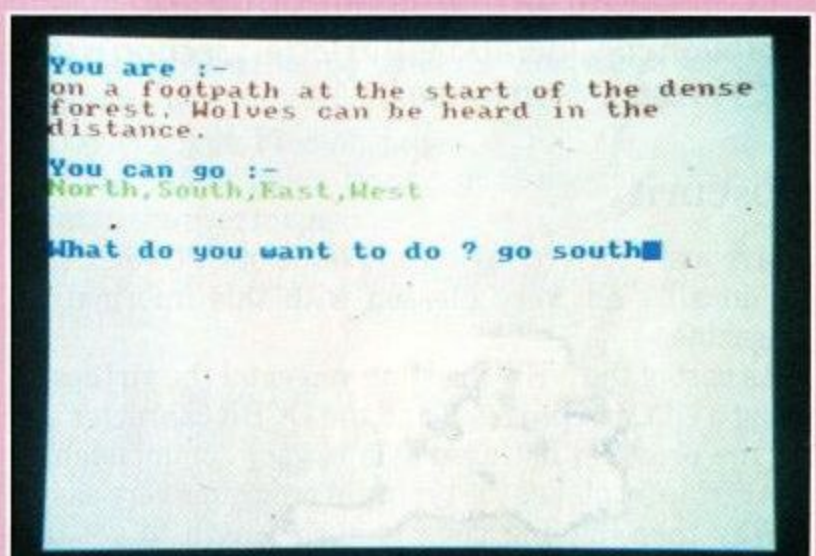 You are :-
on a footpath at the start of the dense
forest. Wolves can be heard in the
distance.
You can go :-
North,South,East,West
What do you want to do ? go south